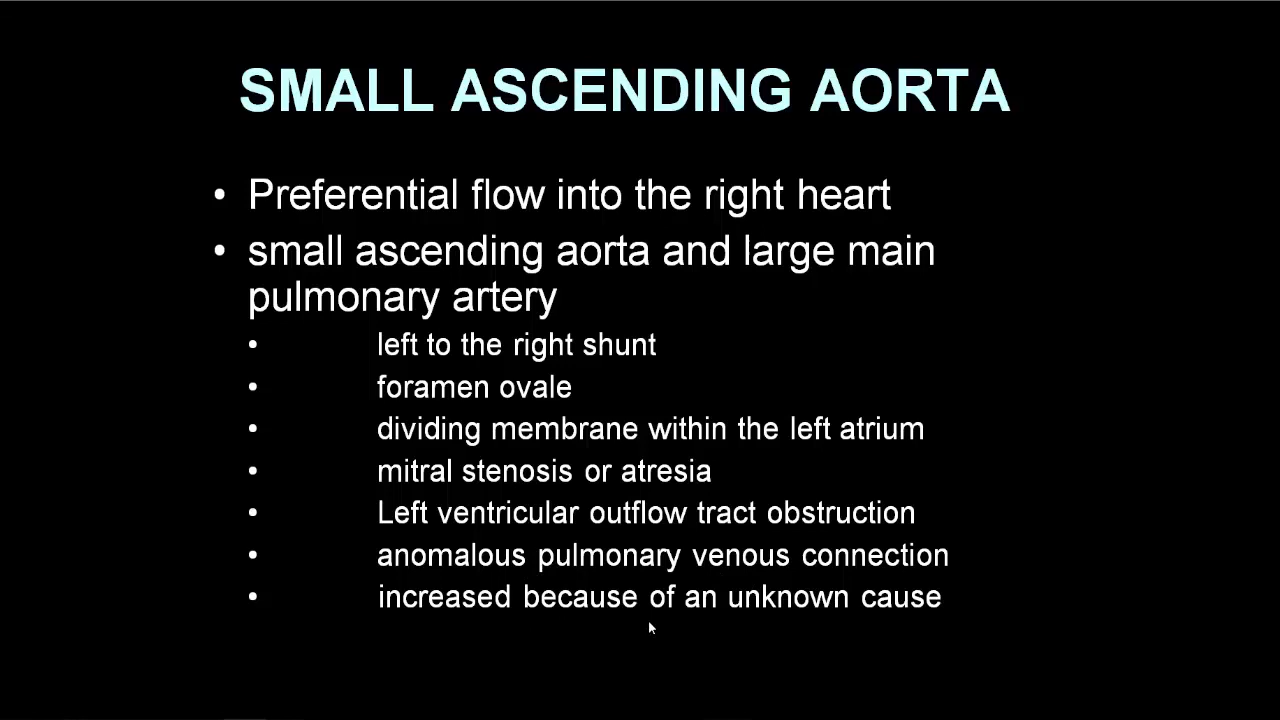 SMALL ASCENDING AORTA
• Preferential flow into the right heart
• small ascending aorta and large main
pulmonary artery
• left to the right shunt
• foramen ovale
• dividing membrane within the left atrium
• mitral stenosis or atresia
• Left ventricular outflow tract obstruction
• anomalous pulmonary venous connection
• increased because of an unknown cause